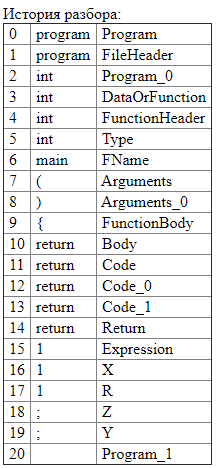 История разбора:
0 program Program
1 program FileHeader
2 int Program_0
3 int DataOrFunction
4 int FunctionHeader
5 int Type
6 main FName
7 ( Arguments
8 ) Arguments_0
9 { FunctionBody
10 return Body
11 return Code
12 return Code_0
13 return Code_1
14 return Return
15 1 Expression
16 1 X
17 1 R
18 ; Z
19 ; Y
20 Program_1